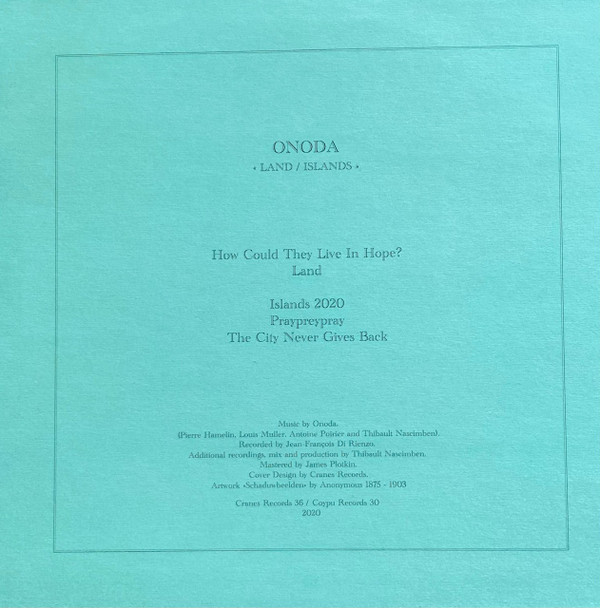 ONODA
• LAND / ISLANDS •
How Could They Live In Hope?
Land
Islands 2020
Praypreypray
The City Never Gives Back
Music by Onoda.
(Pierre Hamelin, Louis Muller, Antoine Poirier and Thibault Nascimben).
Recorded by Jean-François Di Rienzo.
Additional recordings, mix and production by Thibault Nascimben.
Mastered by James Plotkin.
Cover Design by Cranes Records.
Artwork «Schaduwbeelden» by Anonymous 1875 - 1903
Cranes Records 36 / Coypu Records 30
2020